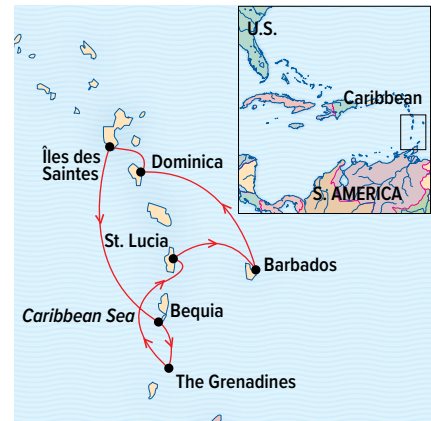 U.S.
Caribbean
S. AMERICA
Îles des
Saintes
Dominica
St. Lucia
Barbados
Caribbean Sea
Bequia
The Grenadines